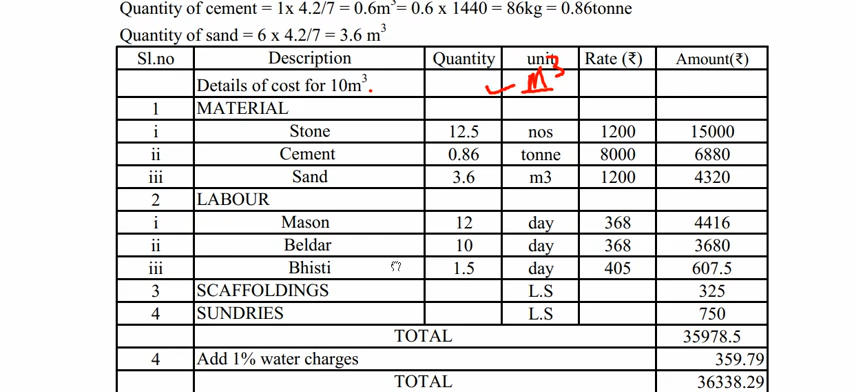 Quantity of cement = 1x 4.2/7 = 0.6m³= 0.6 x 1440 = 86kg = 0.86tonne
Quantity of sand = 6 x 4.2/7 = 3.6 m³
Sl.no Description Quantity unit Rate (₹) Amount(₹)
Details of cost for 10m³. m³
1 MATERIAL
i Stone 12.5 nos 1200 15000
ii Cement 0.86 tonne 8000 6880
iii Sand 3.6 m3 1200 4320
2 LABOUR
i Mason 12 day 368 4416
ii Beldar 10 day 368 3680
iii Bhisti 1.5 day 405 607.5
3 SCAFFOLDINGS L.S 325
4 SUNDRIES L.S 750
TOTAL 35978.5
4 Add 1% water charges 359.79
TOTAL 36338.29